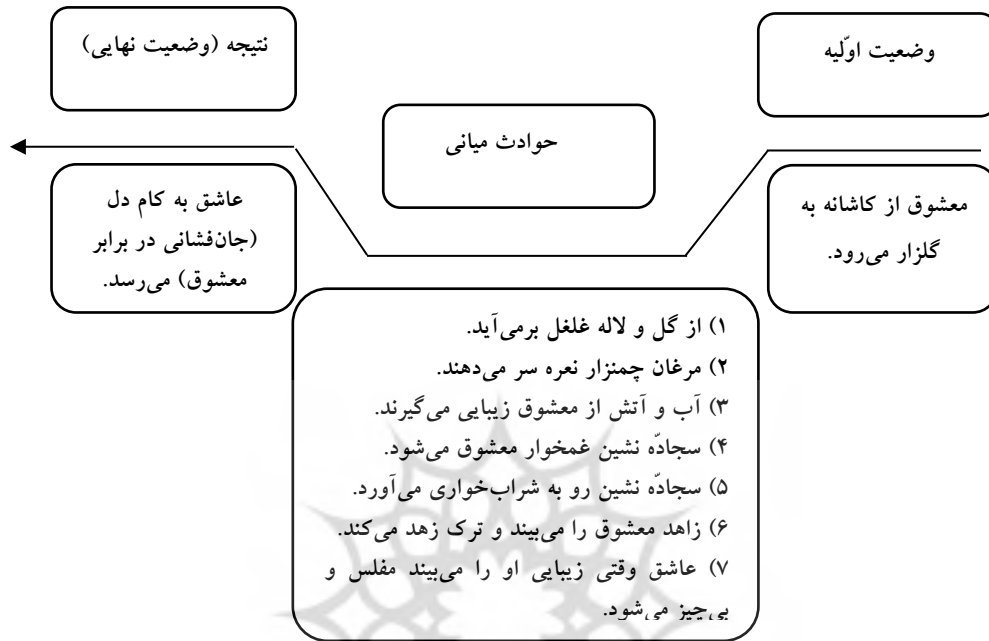 وضعیت اوّلیه
نتیجه (وضعیت نهایی)
حوادث میانی
معشوق از کاشانه به
گلزار می‌رود.
عاشق به کام دل
(جان‌فشانی در برابر
معشوق) می‌رسد.
۱) از گل و لاله غلغل برمی‌آید.
۲) مرغان چمنزار نعره سر می‌دهند.
۳) آب و آتش از معشوق زیبایی می‌گیرند.
۴) سجادّه نشین غمخوار معشوق می‌شود.
۵) سجادّه نشین رو به شراب‌خواری می‌آورد.
۶) زاهد معشوق را می‌بیند و ترک زهد می‌کند.
۷) عاشق وقتی زیبایی او را می‌بیند مفلس و
بی‌چیز می‌شود.